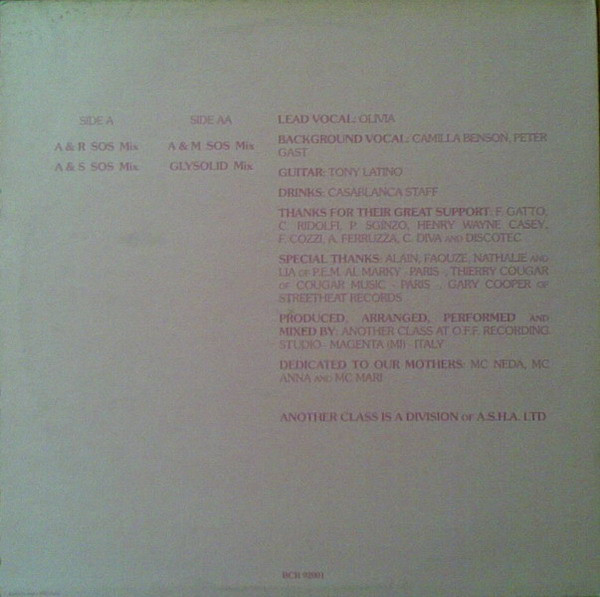 SIDE A
A & R SOS Mix
A & S SOS Mix
SIDE AA
A & M SOS Mix
GLYSOLID Mix
LEAD VOCAL: OLIVIA
BACKGROUND VOCAL: CAMILLA BENSON, PETER
GAST
GUITAR: TONY LATINO
DRINKS: CASABLANCA STAFF
THANKS FOR THEIR GREAT SUPPORT: F. GATTO,
C. RIDOLFI, P. SGINZO, HENRY WAYNE CASEY,
F. COZZI, A. FERRUZZA, C. DIVA AND DISCOTEC
SPECIAL THANKS: ALAIN, FAOUZE, NATHALIE AND
LIA OF P.E.M. AL MARKY - PARIS -, THIERRY COUGAR
OF COUGAR MUSIC - PARIS -, GARY COOPER OF
STREETHEAT RECORDS
PRODUCED, ARRANGED, PERFORMED AND
MIXED BY: ANOTHER CLASS AT O.F.F. RECORDING
STUDIO - MAGENTA (MI) - ITALY
DEDICATED TO OUR MOTHERS: MC NEDA, MC
ANNA AND MC MARI
ANOTHER CLASS IS A DIVISION OF A.S.H.A. LTD